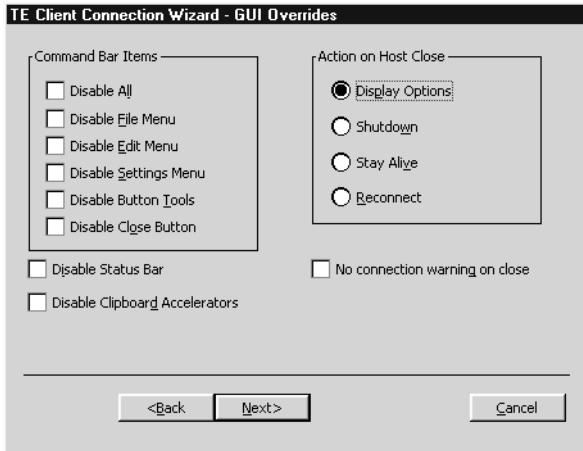 TE Client Connection Wizard - GUI Overrides
Command Bar Items
Disable All
Disable File Menu
Disable Edit Menu
Disable Settings Menu
Disable Button Tools
Disable Close Button
Disable Status Bar
Disable Clipboard Accelerators
Action on Host Close
Display Options
Shutdown
Stay Alive
Reconnect
No connection warning on close
<Back
Next>
Cancel